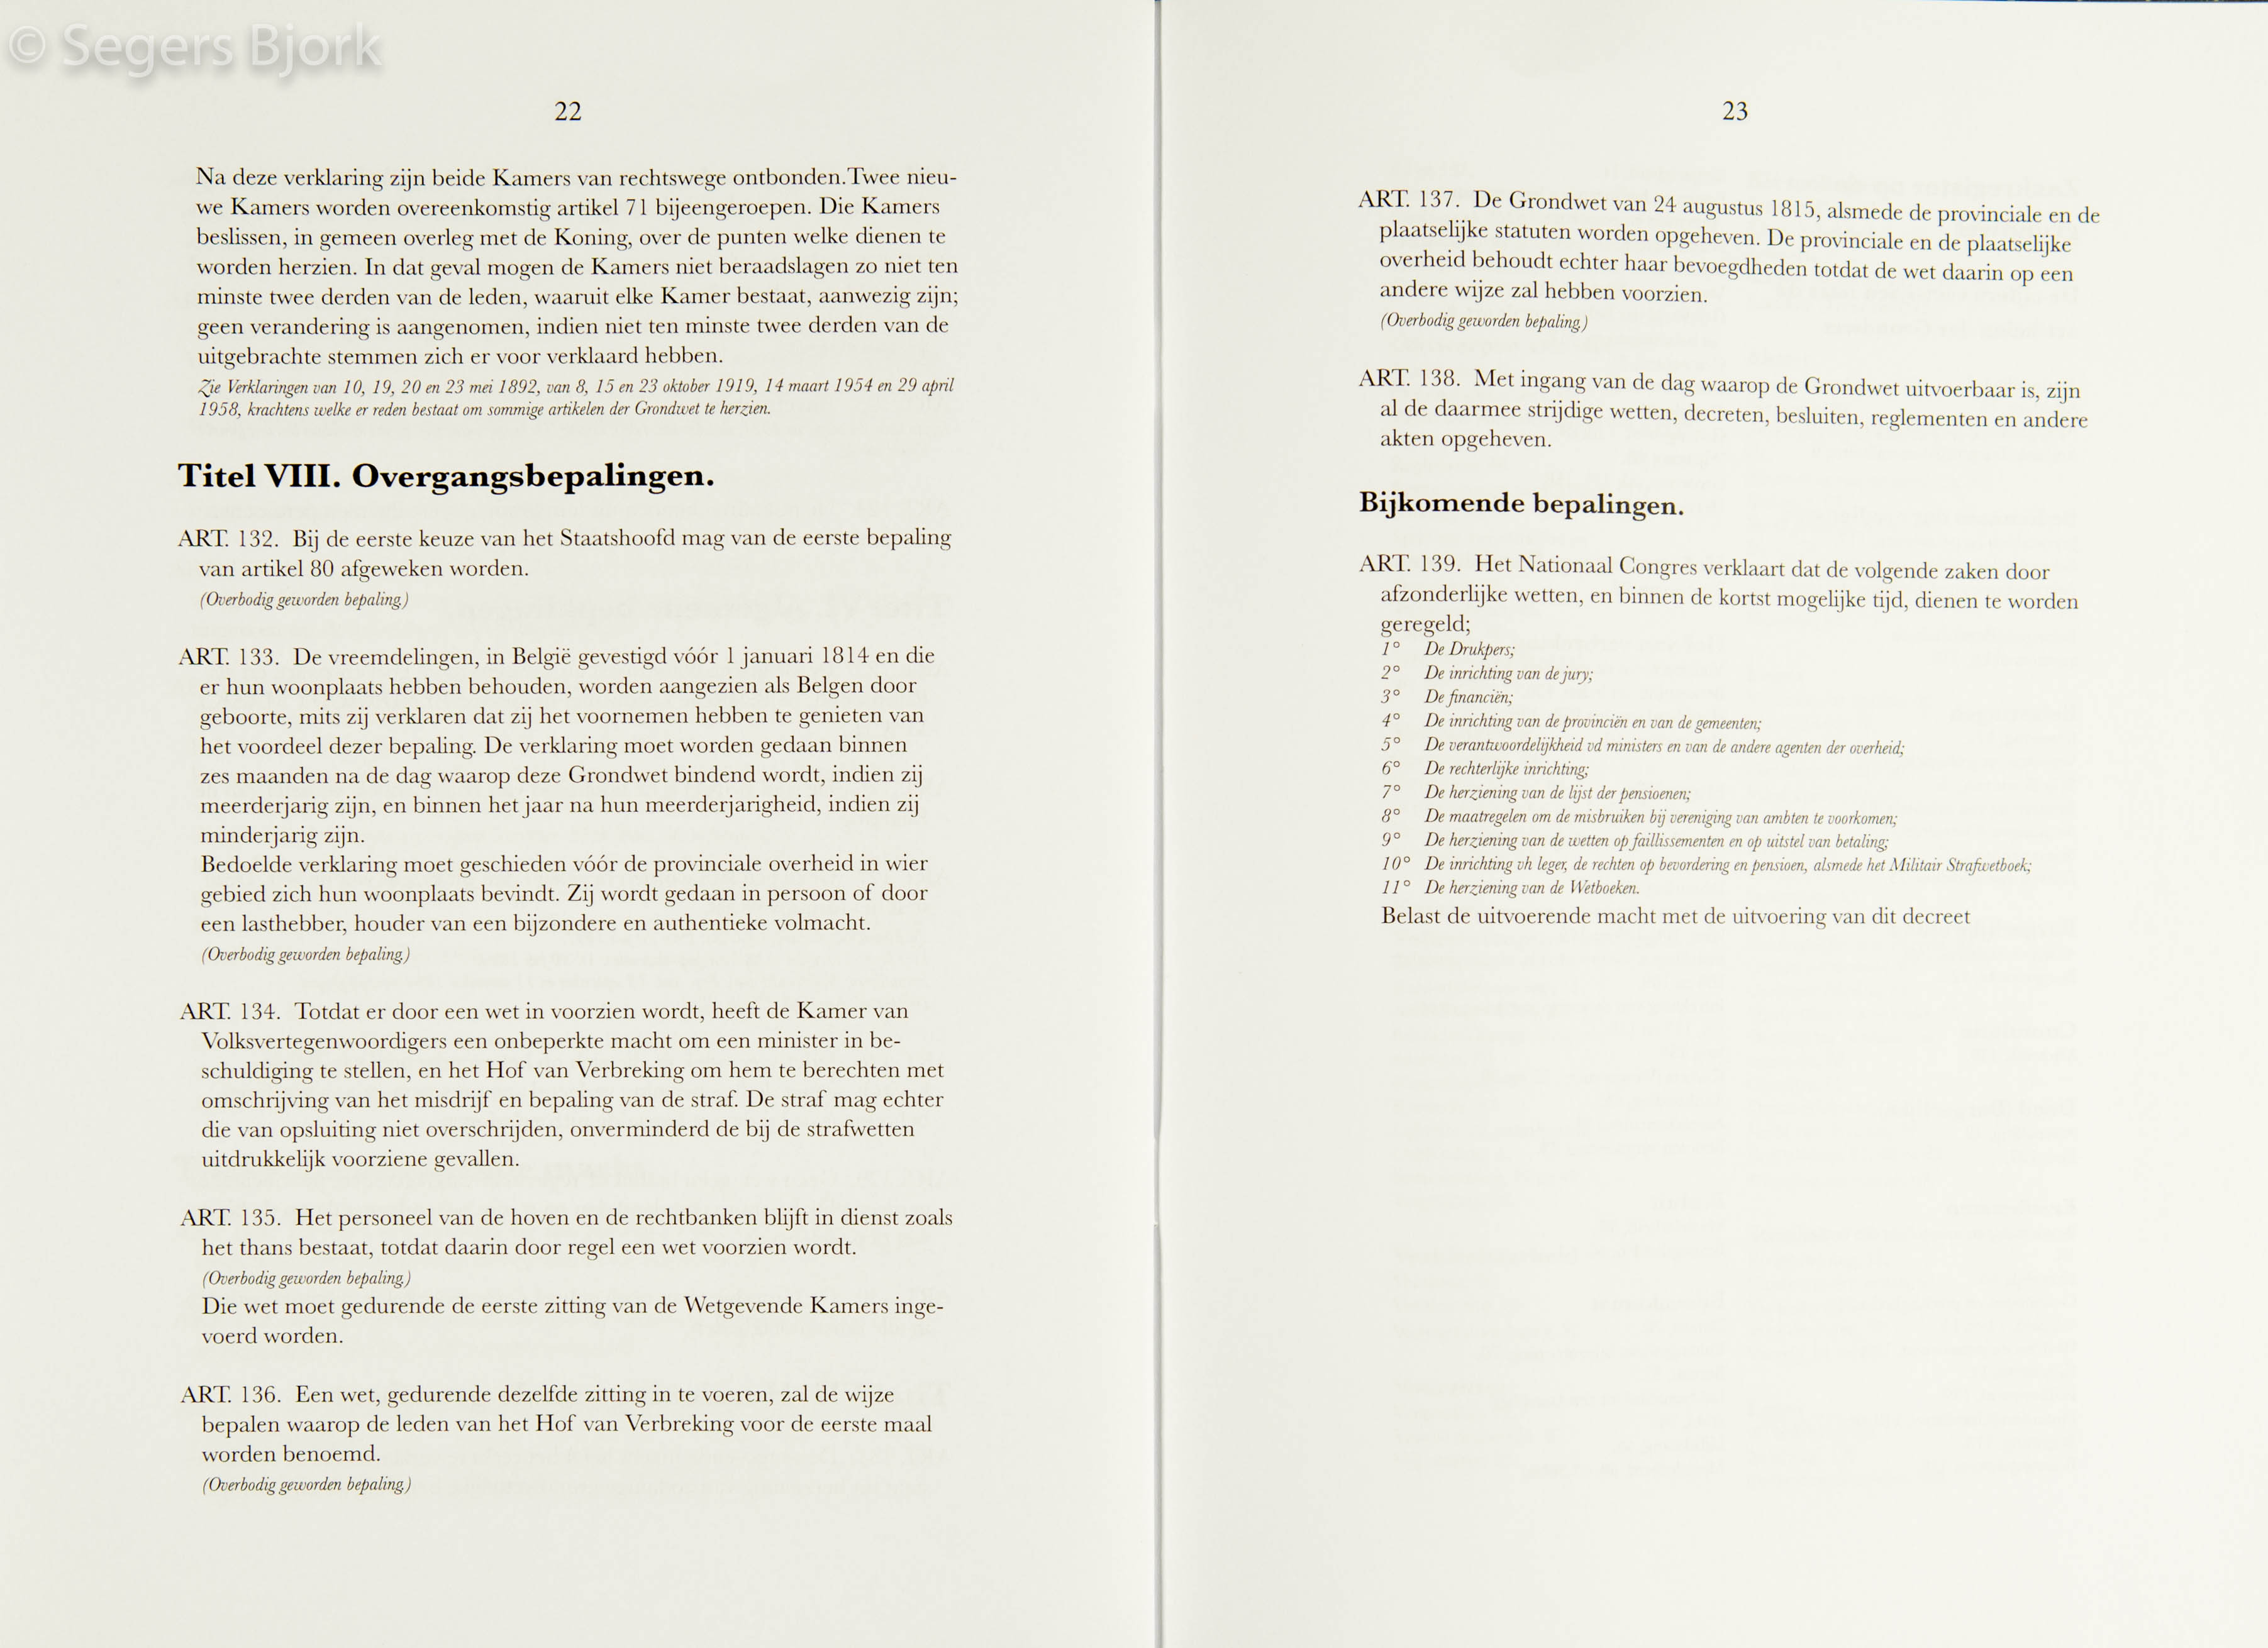 © Segers Bjork
22
Na deze verklaring zijn beide Kamers van rechtswege ontbonden.Twee nieu-
we Kamers worden overeenkomstig artikel 71 bijeengeroepen. Die Kamers
beslissen, in gemeen overleg met de Koning, over de punten welke dienen te
worden herzien. In dat geval mogen de Kamers niet beraadslagen zo niet ten
minste twee derden van de leden, waaruit elke Kamer bestaat, aanwezig zijn;
geen verandering is aangenomen, indien niet ten minste twee derden van de
uitgebrachte stemmen zich er voor verklaard hebben.
Zie Verklaringen van 10, 19, 20 en 23 mei 1892, van 8, 15 en 23 oktober 1919, 14 maart 1954 en 29 april
1958, krachtens welke er reden bestaat om sommige artikelen der Grondwet te herzien.
Titel VIII. Overgangsbepalingen.
ART. 132. Bij de eerste keuze van het Staatshoofd mag van de eerste bepaling
van artikel 80 afgeweken worden.
(Overbodig geworden bepaling)
ART. 133. De vreemdelingen, in België gevestigd vóór 1 januari 1814 en die
er hun woonplaats hebben behouden, worden aangezien als Belgen door
geboorte, mits zij verklaren dat zij het voornemen hebben te genieten van
het voordeel dezer bepaling. De verklaring moet worden gedaan binnen
zes maanden na de dag waarop deze Grondwet bindend wordt, indien zij
meerderjarig zijn, en binnen het jaar na hun meerderjarigheid, indien zij
minderjarig zijn.
Bedoelde verklaring moet geschieden vóór de provinciale overheid in wier
gebied zich hun woonplaats bevindt. Zij wordt gedaan in persoon of door
een lasthebber, houder van een bijzondere en authentieke volmacht.
(Overbodig geworden bepaling)
ART. 134. Totdat er door een wet in voorzien wordt, heeft de Kamer van
Volksvertegenwoordigers een onbeperkte macht om een minister in be-
schuldiging te stellen, en het Hof van Verbreking om hem te berechten met
omschrijving van het misdrijf en bepaling van de straf. De straf mag echter
die van opsluiting niet overschrijden, onverminderd de bij de strafwetten
uitdrukkelijk voorziene gevallen.
ART. 135. Het personeel van de hoven en de rechtbanken blijft in dienst zoals
het thans bestaat, totdat daarin door regel een wet voorzien wordt.
(Overbodig geworden bepaling)
Die wet moet gedurende de eerste zitting van de Wetgevende Kamers inge-
voerd worden.
ART. 136. Een wet, gedurende dezelfde zitting in te voeren, zal de wijze
bepalen waarop de leden van het Hof van Verbreking voor de eerste maal
worden benoemd.
(Overbodig geworden bepaling)
23
ART. 137. De Grondwet van 24 augustus 1815, alsmede de provinciale en de
plaatselijke statuten worden opgeheven. De provinciale en de plaatselijke
overheid behoudt echter haar bevoegdheden totdat de wet daarin op een
andere wijze zal hebben voorzien.
(Overbodig geworden bepaling)
ART. 138. Met ingang van de dag waarop de Grondwet uitvoerbaar is, zijn
al de daarmee strijdige wetten, decreten, besluiten, reglementen en andere
akten opgeheven.
Bijkomende bepalingen.
ART. 139. Het Nationaal Congres verklaart dat de volgende zaken door
afzonderlijke wetten, en binnen de kortst mogelijke tijd, dienen te worden
geregeld;
1° De Drukpers;
2° De inrichting van de jury;
3° De financiën;
4° De inrichting van de provinciën en van de gemeenten;
5° De verantwoordelijkheid vd ministers en van de andere agenten der overheid;
6° De rechterlijke inrichting;
7° De herziening van de lijst der pensioenen;
8° De maatregelen om de misbruiken bij vereniging van ambten te voorkomen;
9° De herziening van de wetten op faillissementen en op uitstel van betaling;
10° De inrichting vh leger, de rechten op bevordering en pensioen, alsmede het Militair Strafwetboek;
11° De herziening van de Wetboeken.
Belast de uitvoerende macht met de uitvoering van dit decreet